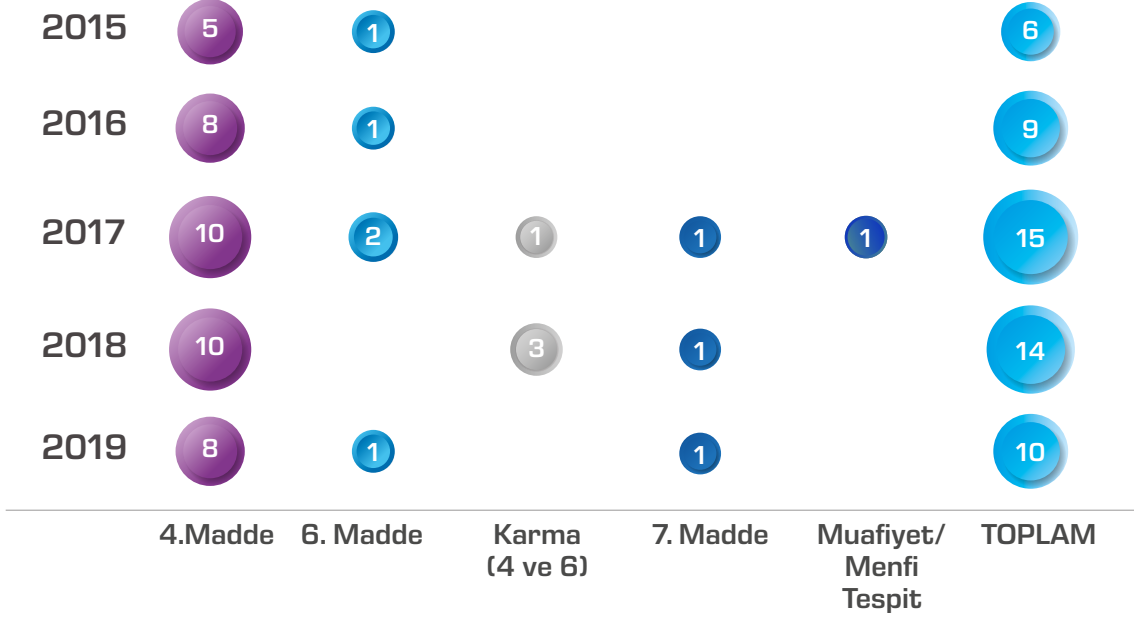 2015 5 1 6
2016 8 1 9
2017 10 2 1 1 1 15
2018 10 3 1 14
2019 8 1 1 10
4.Madde 6. Madde Karma 7. Madde Muafiyet/ TOPLAM
(4 ve 6) Menfi
Tespit